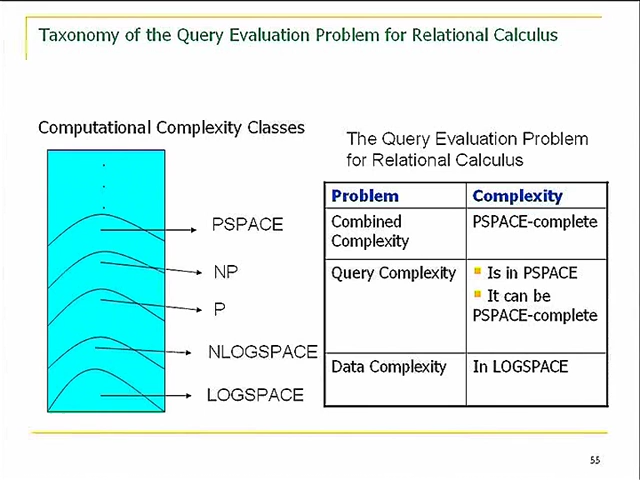 Taxonomy of the Query Evaluation Problem for Relational Calculus
Computational Complexity Classes
PSPACE
NP
P
NLOGSPACE
LOGSPACE
The Query Evaluation Problem
for Relational Calculus
Problem Complexity
Combined
Complexity
PSPACE-complete
Query Complexity
Is in PSPACE
It can be
PSPACE-complete
Data Complexity
In LOGSPACE
55